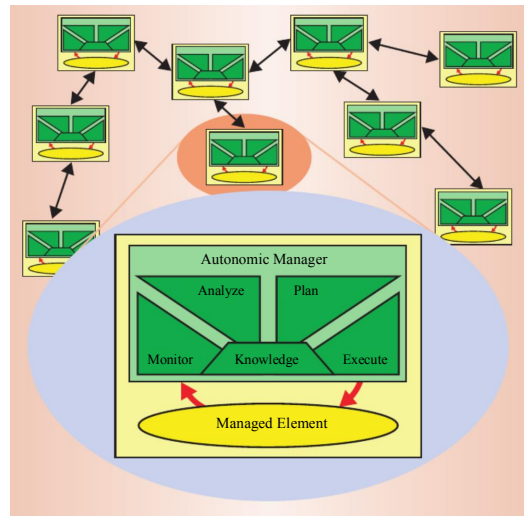 Autonomic Manager
Analyze Plan
Monitor Knowledge Execute
Managed Element